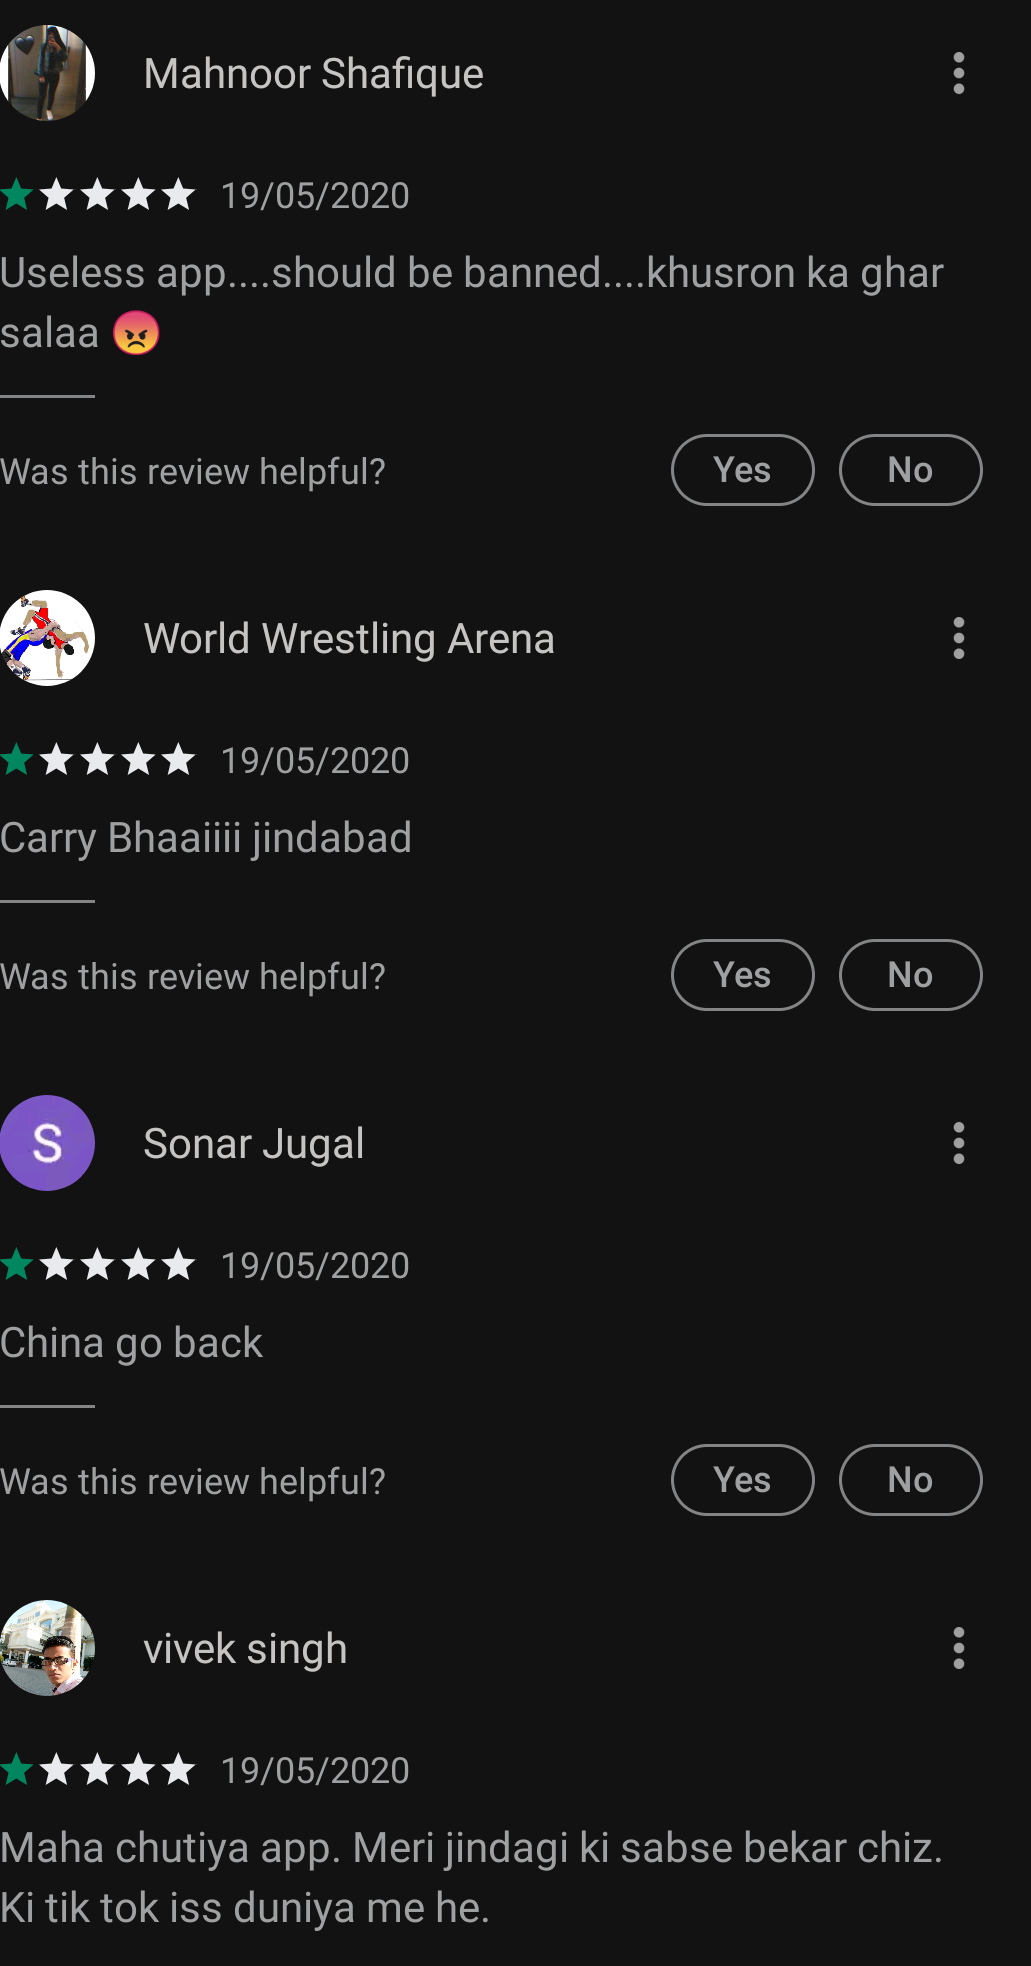 Mahnoor Shafique
19/05/2020
Useless app....should be banned....khusron ka ghar
salaa 😡
Was this review helpful?
Yes
No
World Wrestling Arena
19/05/2020
Carry Bhaaiiii jindabad
Was this review helpful?
Yes
No
S
Sonar Jugal
19/05/2020
China go back
Was this review helpful?
Yes
No
vivek singh
19/05/2020
Maha chutiya app. Meri jindagi ki sabse bekar chiz.
Ki tik tok iss duniya me he.